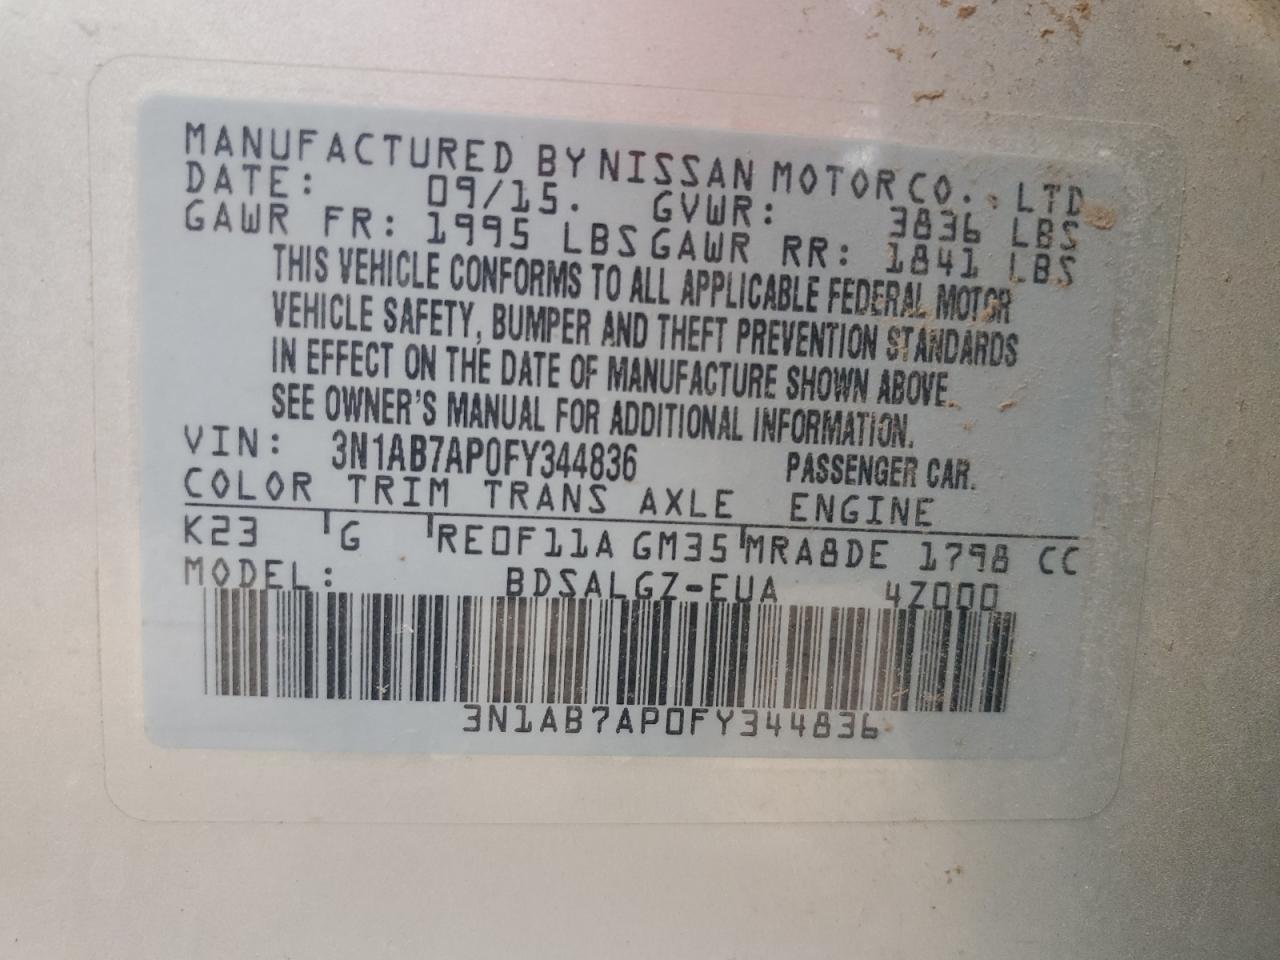 MANUFACTURED BY NISSAN MOTOR CO., LTD
DATE: 09/15. GVWR: 3836 LBS
GAWR FR: 1995 LBS GAWR RR: 1841 LBS
THIS VEHICLE CONFORMS TO ALL APPLICABLE FEDERAL MOTOR
VEHICLE SAFETY, BUMPER AND THEFT PREVENTION STANDARDS
IN EFFECT ON THE DATE OF MANUFACTURE SHOWN ABOVE.
SEE OWNER'S MANUAL FOR ADDITIONAL INFORMATION.
VIN: 3N1AB7AP0FY344836 PASSENGER CAR.
COLOR TRIM TRANS AXLE ENGINE
K23 G RE0F11A GM35 MRA8DE 1798 CC
MODEL: BDSALGZ-EUA 4Z000
3N1AB7AP0FY344836